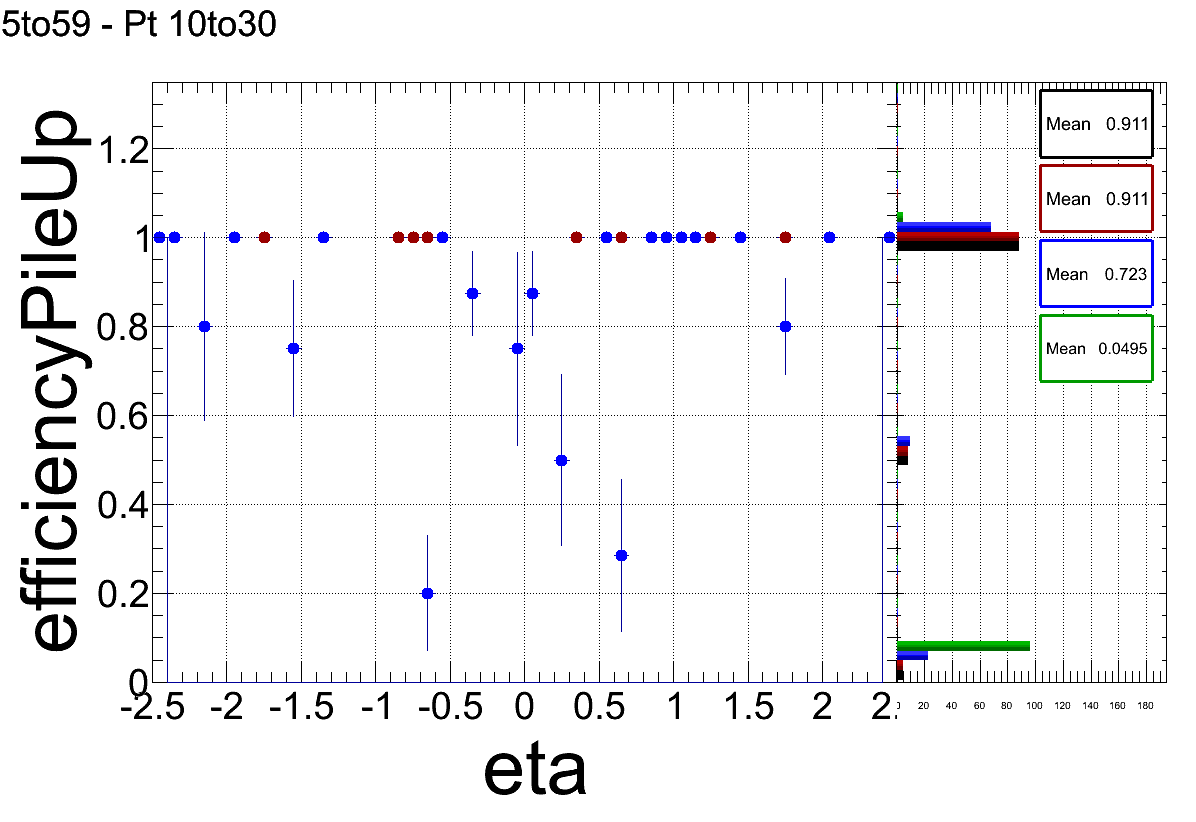 5to59 - Pt 10to30
efficiencyPileUp
1.2
1
0.8
0.6
0.4
0.2
0
-2.5 -2 -1.5 -1 -0.5 0 0.5 1 1.5 2 2.
eta
Mean 0.911
Mean 0.911
Mean 0.723
Mean 0.0495
20 40 60 80 100 120 140 160 180